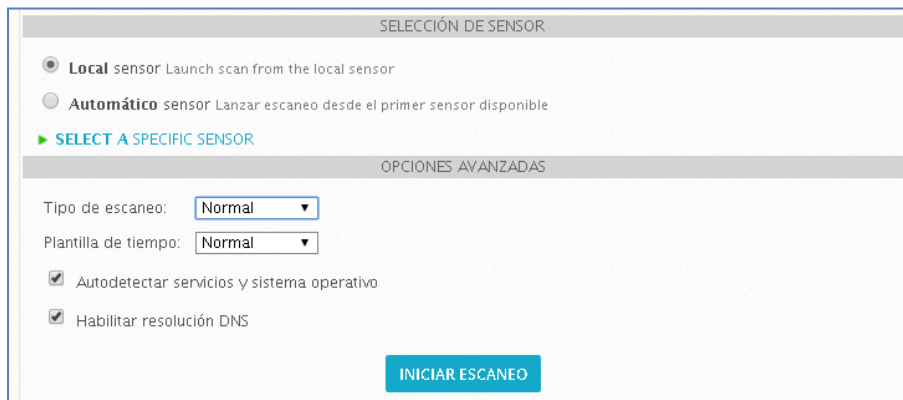 SELECCIÓN DE SENSOR
Local sensor Launch scan from the local sensor
Automático sensor Lanzar escaneo desde el primer sensor disponible
SELECT A SPECIFIC SENSOR
OPCIONES AVANZADAS
Tipo de escaneo: Normal
Plantilla de tiempo: Normal
Autodetectar servicios y sistema operativo
Habilitar resolución DNS
INICIAR ESCANEO